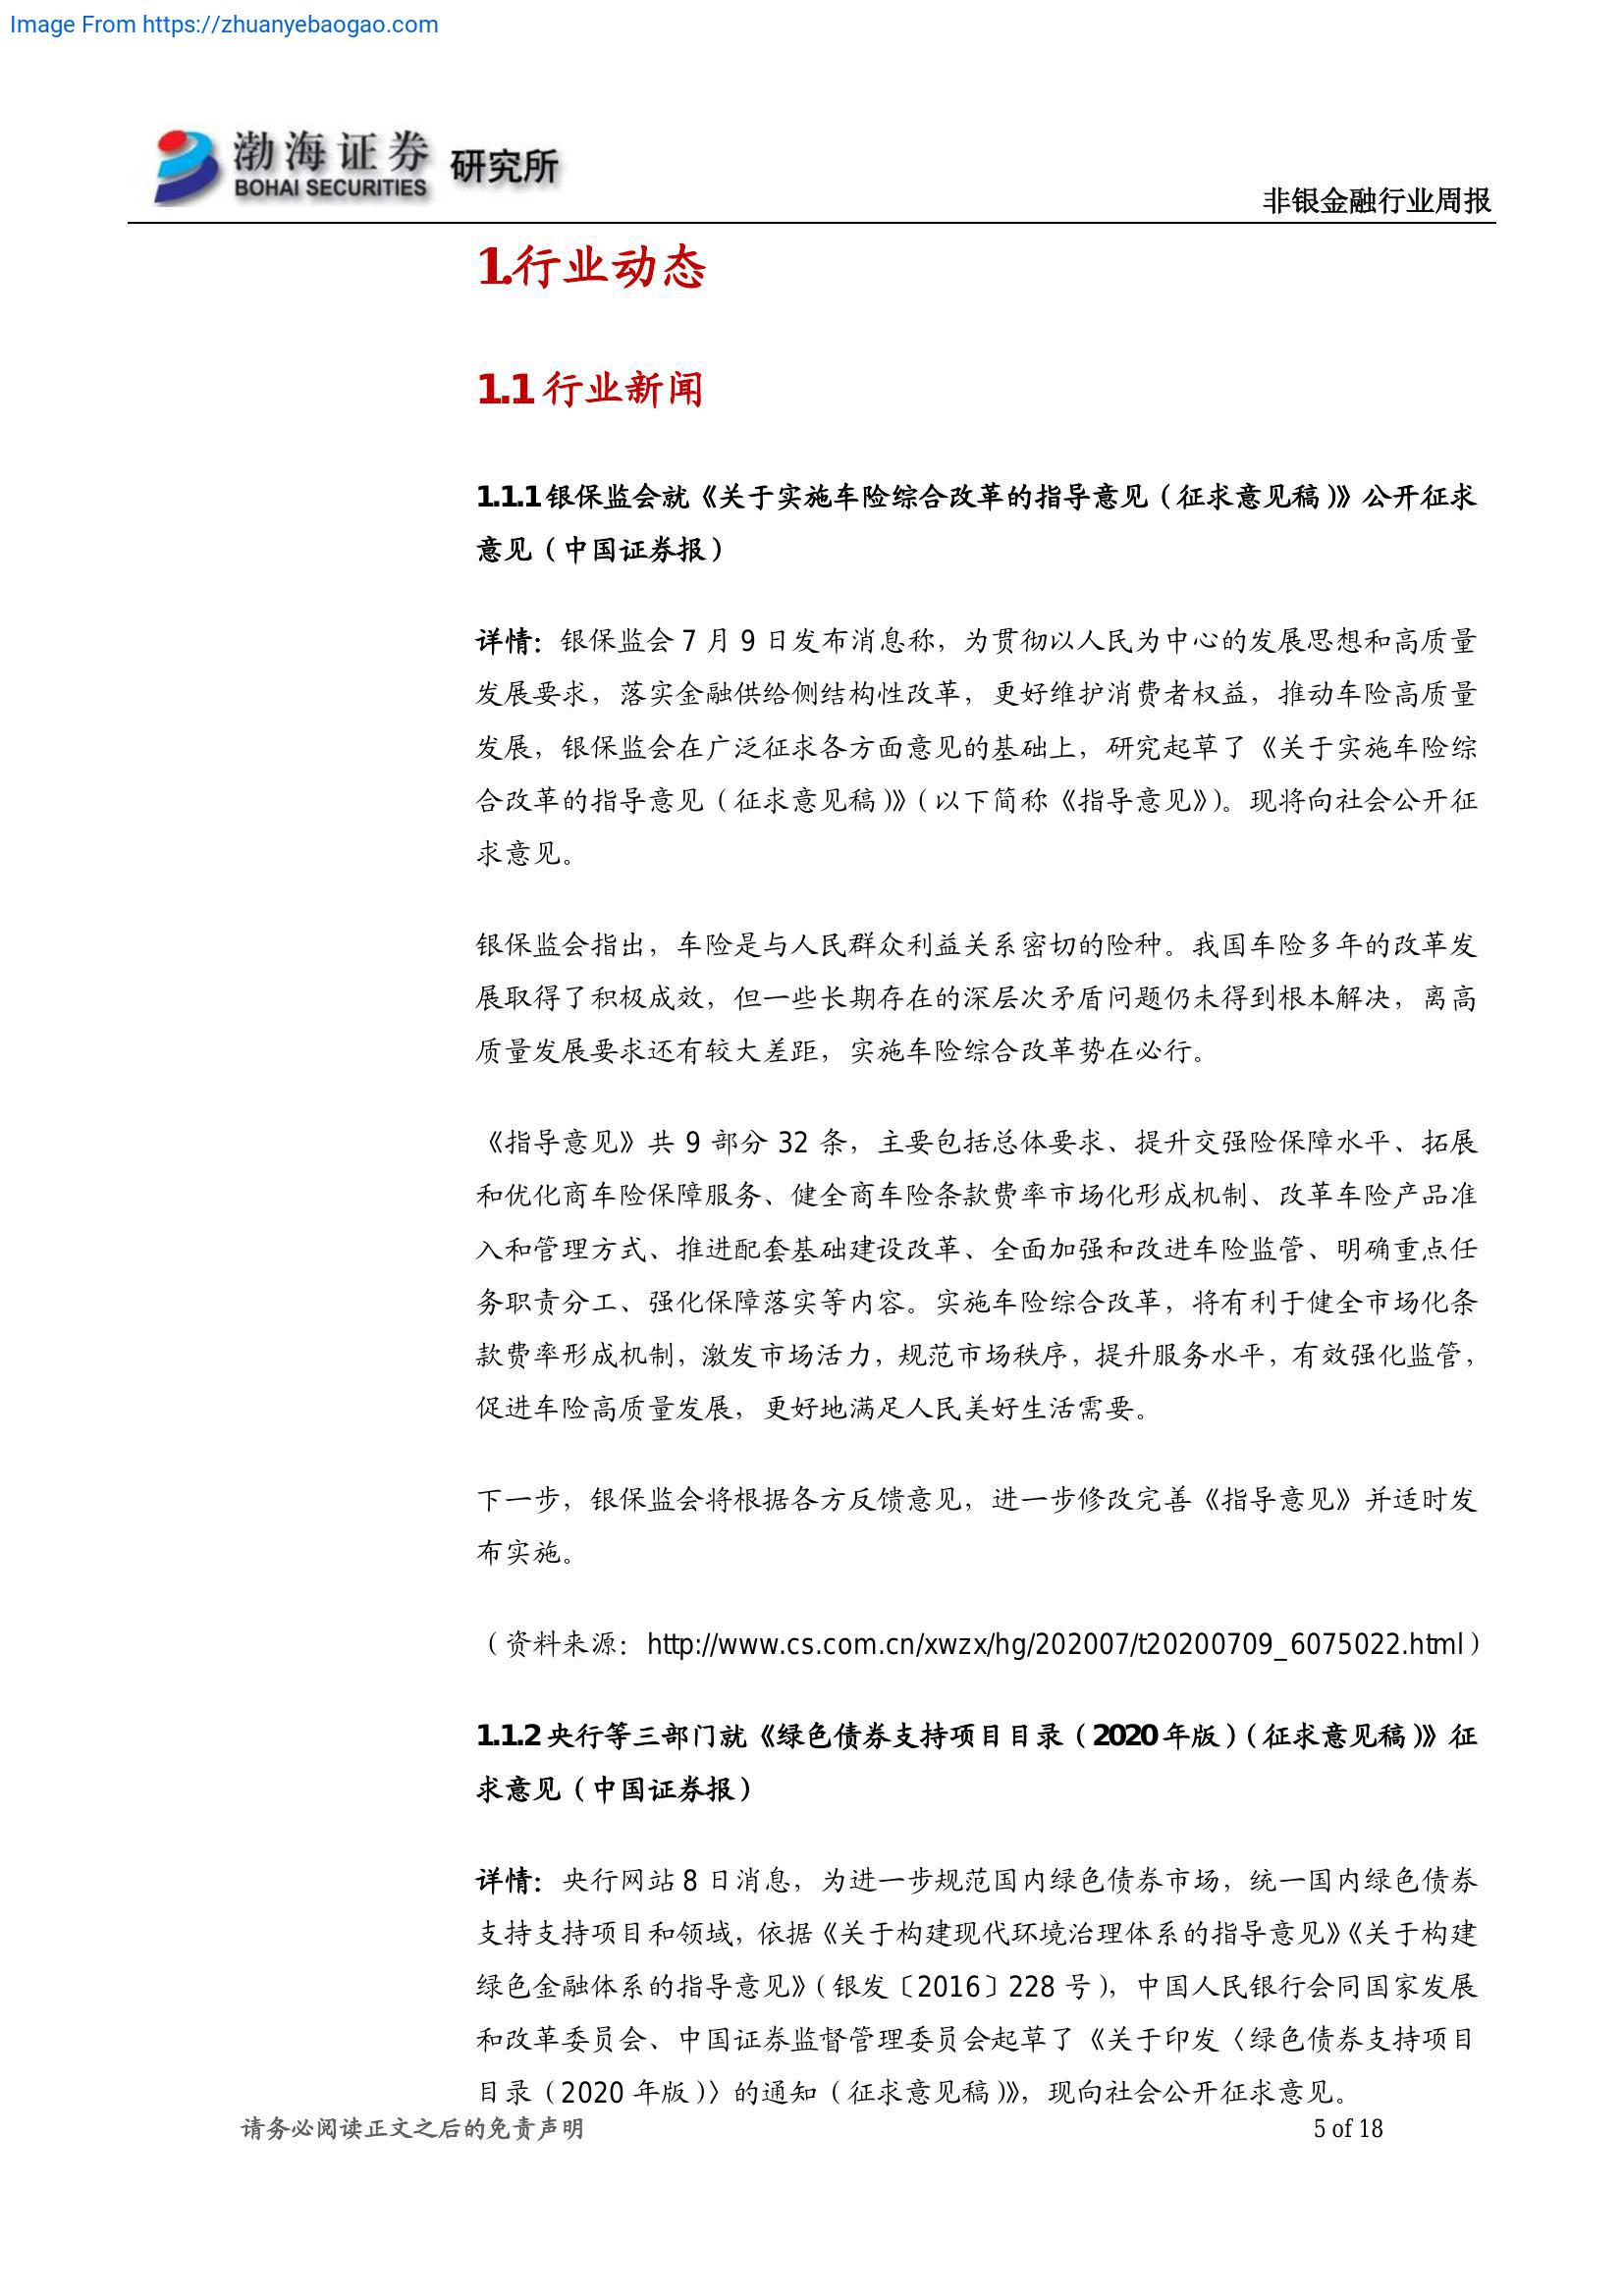 Image From https://zhuanyebaogao.com
渤海证券 研究所
BOHAI SECURITIES
非银金融行业周报
1.行业动态
1.1 行业新闻
1.1.1 银保监会就《关于实施车险综合改革的指导意见（征求意见稿）》公开征求
意见（中国证券报）
详情：银保监会 7 月 9 日发布消息称，为贯彻以人民为中心的发展思想和高质量
发展要求，落实金融供给侧结构性改革，更好维护消费者权益，推动车险高质量
发展，银保监会在广泛征求各方面意见的基础上，研究起草了《关于实施车险综
合改革的指导意见（征求意见稿）》（以下简称《指导意见》）。现将向社会公开征
求意见。
银保监会指出，车险是与人民群众利益关系密切的险种。我国车险多年的改革发
展取得了积极成效，但一些长期存在的深层次矛盾问题仍未得到根本解决，离高
质量发展要求还有较大差距，实施车险综合改革势在必行。
《指导意见》共 9 部分 32 条，主要包括总体要求、提升交强险保障水平、拓展
和优化商车险保障服务、健全商车险条款费率市场化形成机制、改革车险产品准
入和管理方式、推进配套基础建设改革、全面加强和改进车险监管、明确重点任
务职责分工、强化保障落实等内容。实施车险综合改革，将有利于健全市场化条
款费率形成机制，激发市场活力，规范市场秩序，提升服务水平，有效强化监管，
促进车险高质量发展，更好地满足人民美好生活需要。
下一步，银保监会将根据各方反馈意见，进一步修改完善《指导意见》并适时发
布实施。
（资料来源：http://www.cs.com.cn/xwzx/hg/202007/t20200709_6075022.html）
1.1.2 央行等三部门就《绿色债券支持项目目录（2020 年版）（征求意见稿）》征
求意见（中国证券报）
详情：央行网站 8 日消息，为进一步规范国内绿色债券市场，统一国内绿色债券
支持支持项目和领域，依据《关于构建现代环境治理体系的指导意见》《关于构建
绿色金融体系的指导意见》（银发〔2016〕228 号），中国人民银行会同国家发展
和改革委员会、中国证券监督管理委员会起草了《关于印发〈绿色债券支持项目
目录（2020 年版）〉的通知（征求意见稿）》，现向社会公开征求意见。
请务必阅读正文之后的免责声明
5 of 18